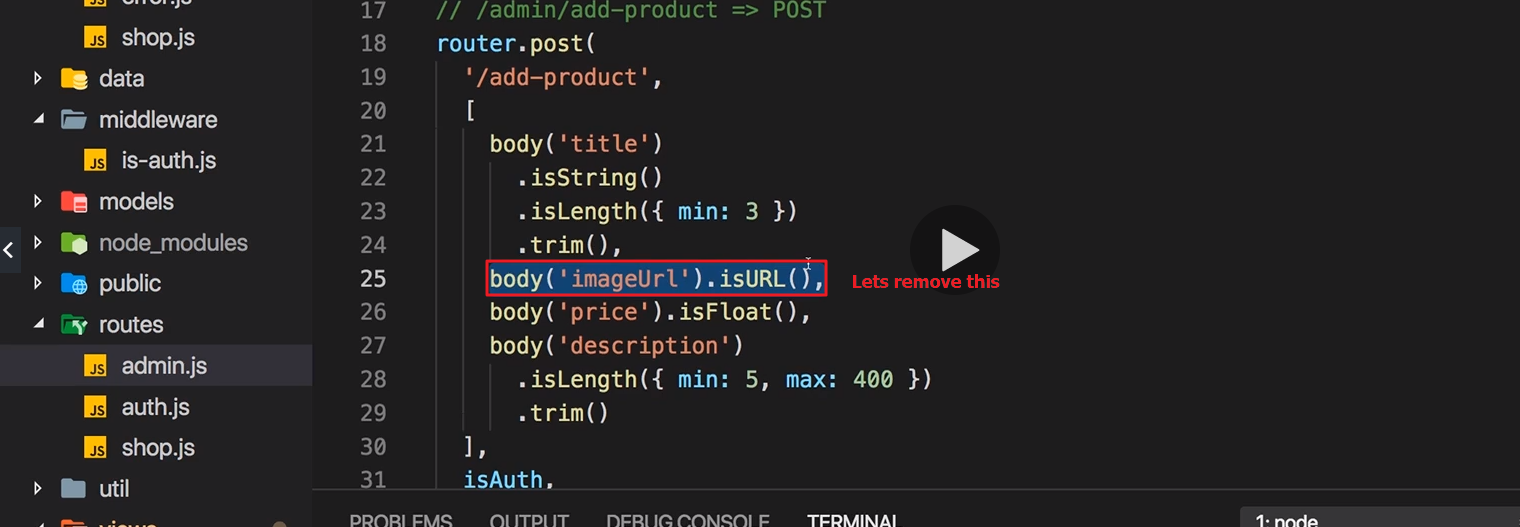 error.js
shop.js
data
middleware
is-auth.js
models
node_modules
public
routes
admin.js
auth.js
shop.js
util
views
17 // /admin/add-product => POST
18 router.post(
19 '/add-product',
20 [
21 body('title')
22 .isString()
23 .isLength({ min: 3 })
24 .trim(),
25 body('imageUrl').isURL(),
Lets remove this
26 body('price').isFloat(),
27 body('description')
28 .isLength({ min: 5, max: 400 })
29 .trim()
30 ],
31 isAuth,
PROBLEMS OUTPUT DEBUG CONSOLE TERMINAL 1: node